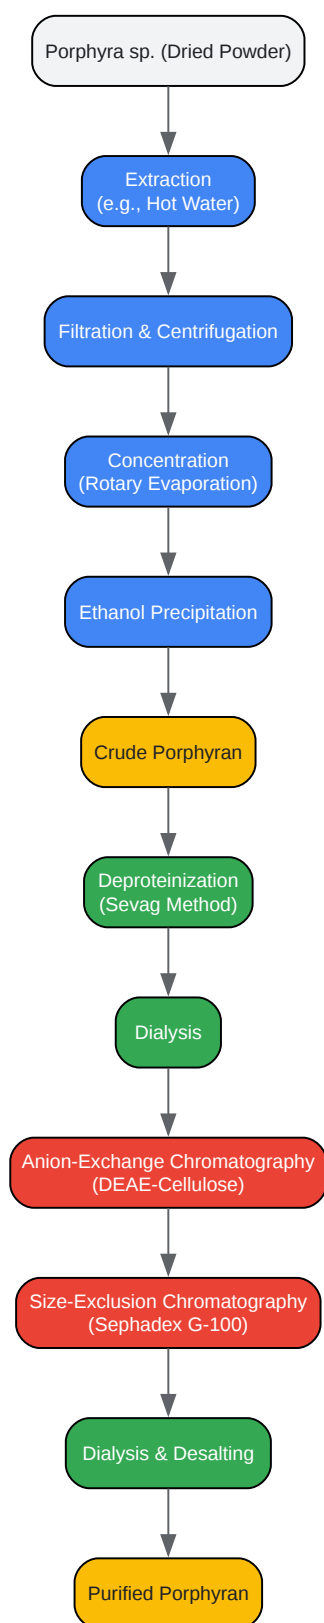 Porphyra sp. (Dried Powder)
Extraction
(e.g., Hot Water)
Filtration & Centrifugation
Concentration
(Rotary Evaporation)
Ethanol Precipitation
Crude Porphyran
Deproteinization
(Sevag Method)
Dialysis
Anion-Exchange Chromatography
(DEAE-Cellulose)
Size-Exclusion Chromatography
(Sephadex G-100)
Dialysis & Desalting
Purified Porphyran